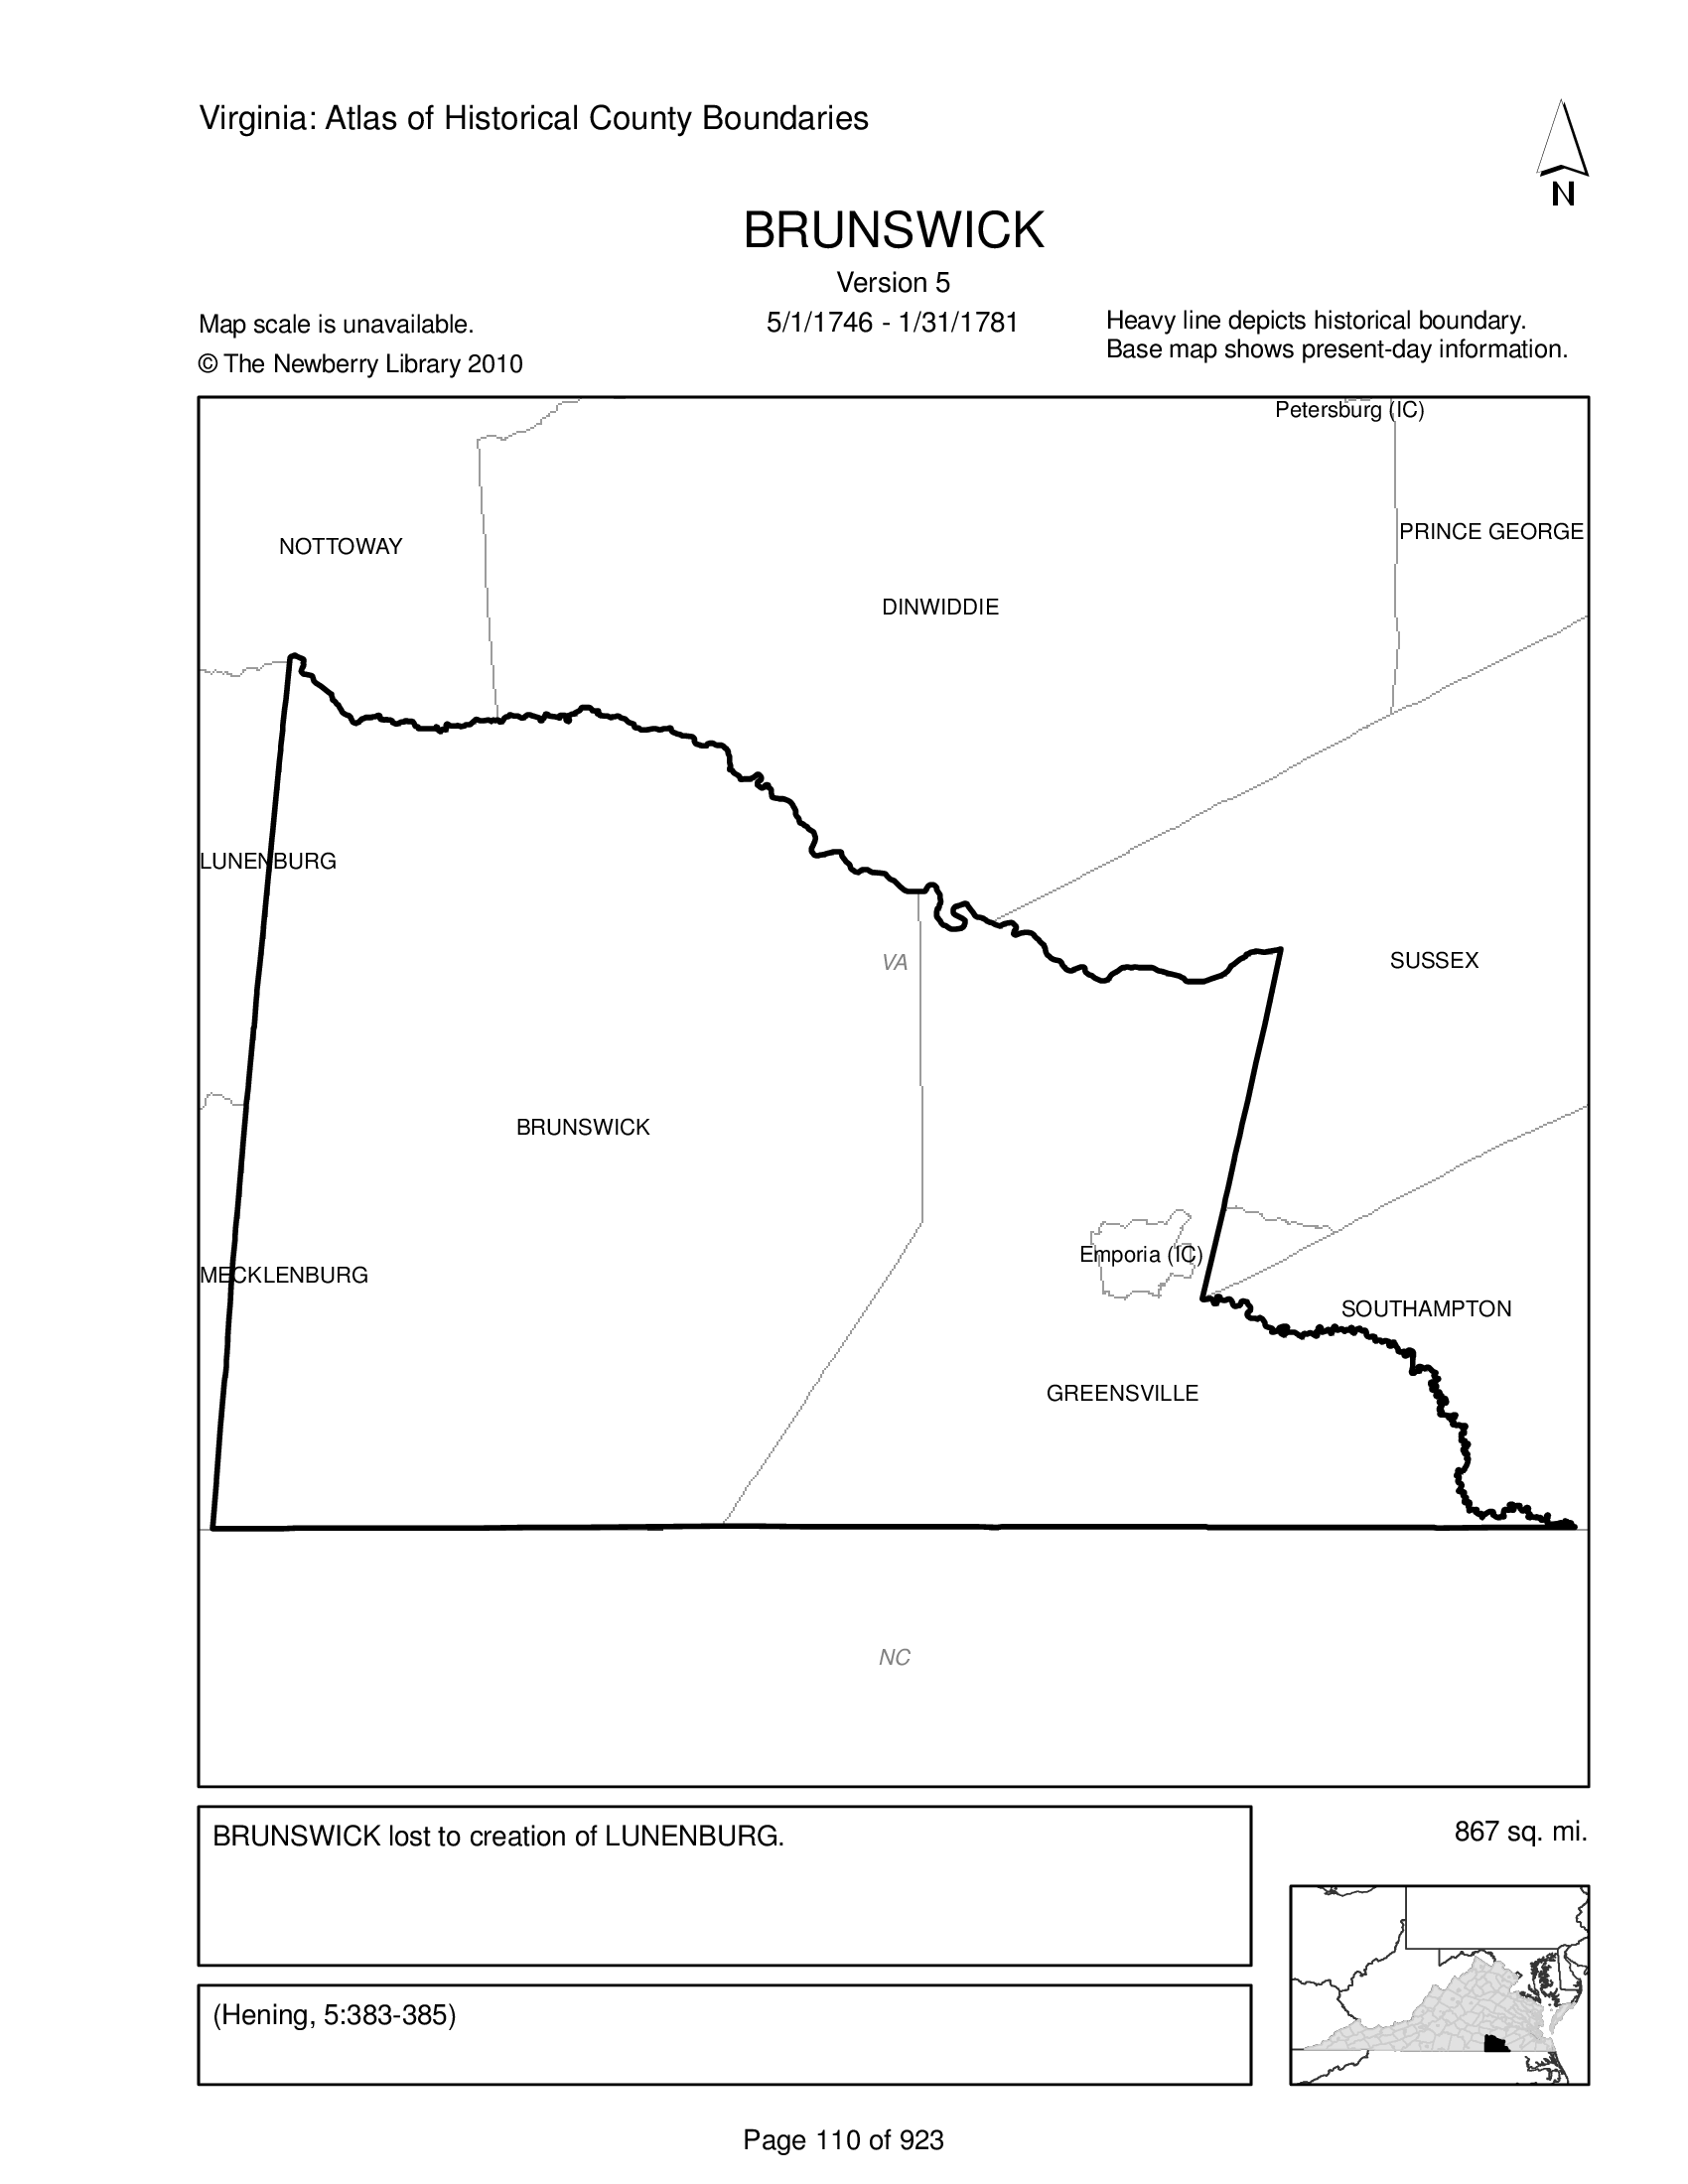 Virginia: Atlas of Historical County Boundaries
N
BRUNSWICK
Version 5
5/1/1746 - 1/31/1781
Map scale is unavailable.
© The Newberry Library 2010
Heavy line depicts historical boundary.
Base map shows present-day information.
Petersburg (IC)
PRINCE GEORGE
NOTTOWAY
DINWIDDIE
LUNENBURG
VA
SUSSEX
BRUNSWICK
Emporia (IC)
MECKLENBURG
SOUTHAMPTON
GREENSVILLE
NC
BRUNSWICK lost to creation of LUNENBURG.
867 sq. mi.
(Hening, 5:383-385)
Page 110 of 923